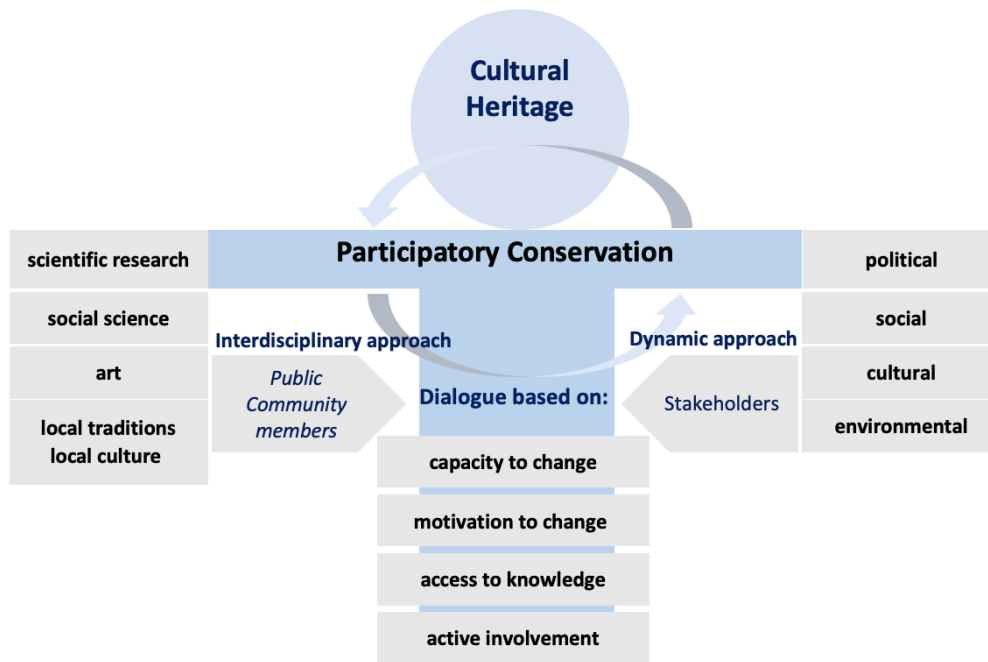 Cultural
Heritage
Participatory Conservation
scientific research
social science
art
local traditions
local culture
Interdisciplinary approach
Public
Community
members
Dialogue based on:
capacity to change
motivation to change
access to knowledge
active involvement
Dynamic approach
Stakeholders
political
social
cultural
environmental